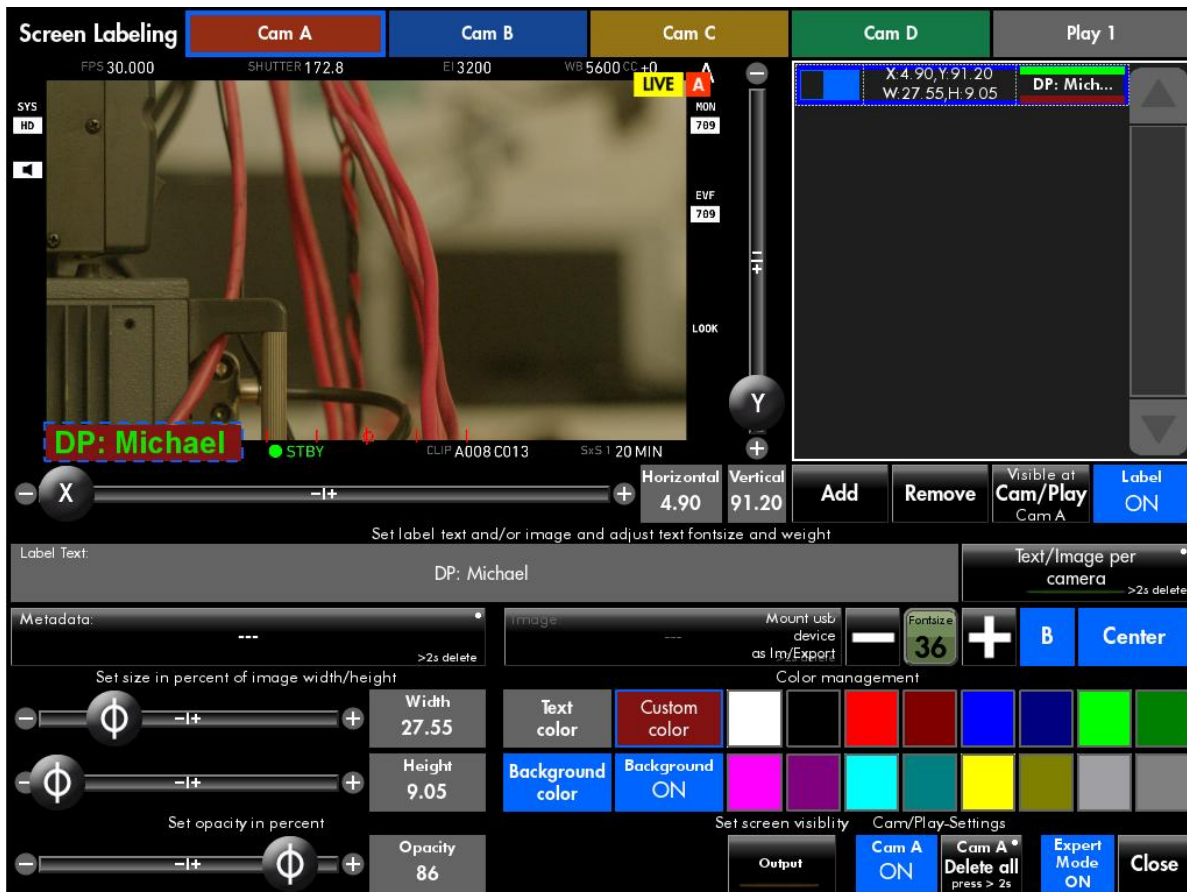 Screen Labeling
Cam A
Cam B
Cam C
Cam D
Play 1
FPS 30.000
SHUTTER 172.8
EI 3200
WB 5600 CC +0
A
LIVE A
SYS
HD
MON
709
EVF
709
LOOK
Y
X:4.90,Y:91.20
W:27.55,H:9.05
DP: Mich...
DP: Michael
STBY
CLIP A008 C013
SxS 1 20 MIN
X
Horizontal
4.90
Vertical
91.20
Add
Remove
Visible at
Cam/Play
Cam A
Label
ON
Set label text and/or image and adjust text fontsize and weight
Label Text:
DP: Michael
Text/Image per
camera
>2s delete
Metadata:
---
>2s delete
Image:
---
Mount usb
device
as Im/Export
>2s delete
Fontsize
36
B
Center
Set size in percent of image width/height
Color management
Width
27.55
Text
color
Custom
color
Height
9.05
Background
color
Background
ON
Set opacity in percent
Set screen visiblity
Cam/Play-Settings
Opacity
86
Output
Cam A
ON
Cam A
Delete all
press > 2s
Expert
Mode
ON
Close